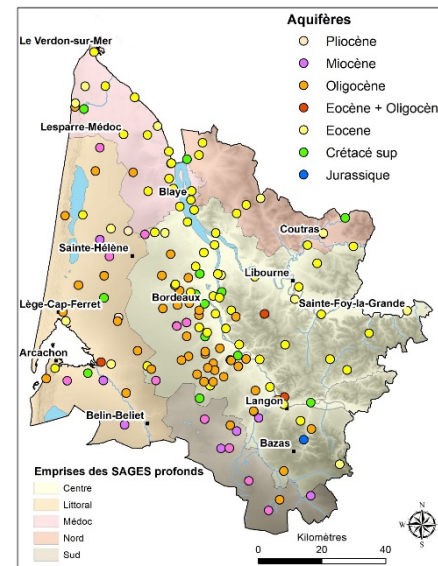 Aquifères
Pliocène
Miocène
Oligocène
Eocène + Oligocèn
Eocene
Crétacé sup
Jurassique
Le Verdon-sur-Mer
Lesparre-Médoc
Blaye
Coutras
Sainte-Hélène
Libourne
Lège-Cap-Ferret
Bordeaux
Sainte-Foy-la-Grande
Arcachon
Langon
Belin-Beliet
Bazas
Emprises des SAGES profonds
Centre
Littoral
Médoc
Nord
Sud
N
W
E
S
Kilomètres
0 20 40